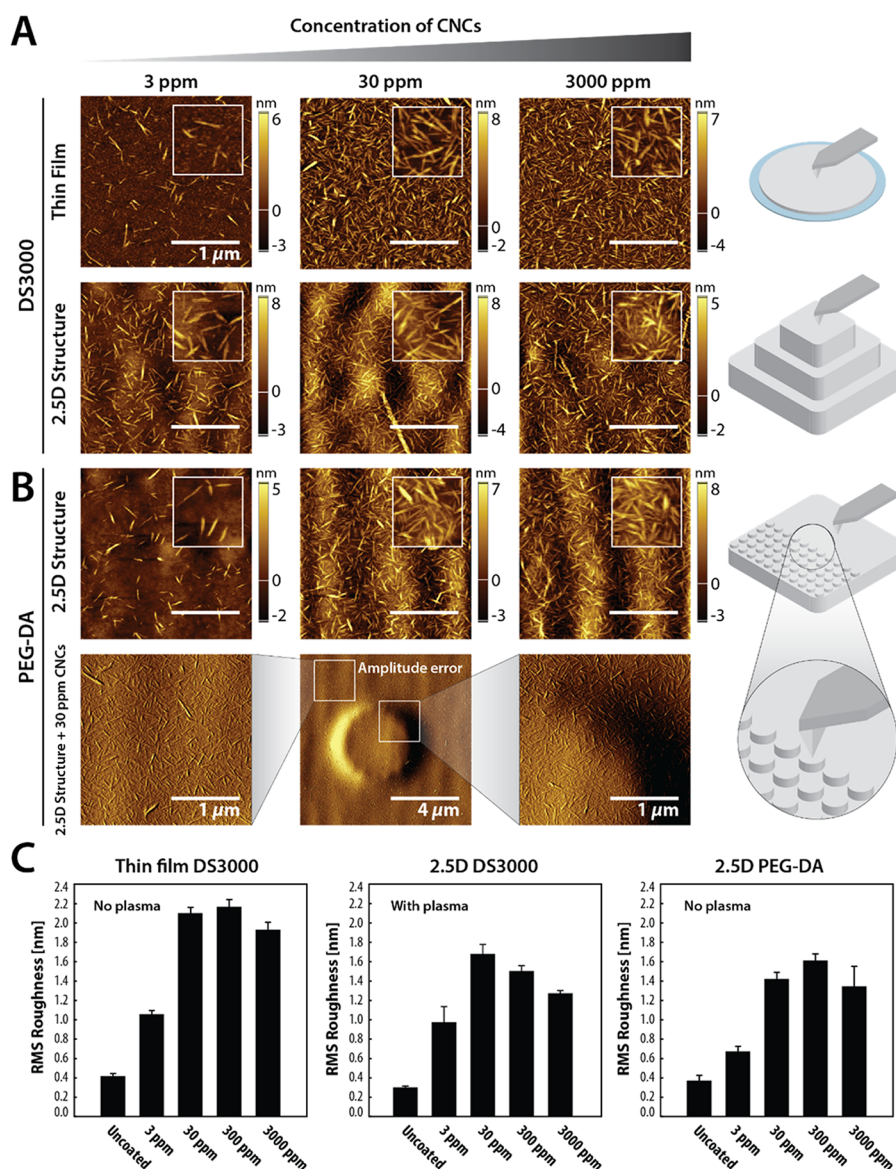 A
Concentration of CNCs
3 ppm
30 ppm
3000 ppm
DS3000
Thin Film
nm
6
0
-3
1 µm
nm
8
0
-2
nm
7
0
-4
2.5D Structure
nm
8
0
-3
nm
8
0
-4
nm
5
0
-2
B
PEG-DA
2.5D Structure
nm
5
0
-2
nm
7
0
-3
nm
8
0
-3
2.5D Structure + 30 ppm CNCs
1 µm
Amplitude error
4 µm
1 µm
C
Thin film DS3000
No plasma
RMS Roughness [nm]
2.4
2.2
2.0
1.8
1.6
1.4
1.2
1.0
0.8
0.6
0.4
0.2
0.0
Uncoated
3 ppm
30 ppm
300 ppm
3000 ppm
2.5D DS3000
With plasma
RMS Roughness [nm]
2.4
2.2
2.0
1.8
1.6
1.4
1.2
1.0
0.8
0.6
0.4
0.2
0.0
Uncoated
3 ppm
30 ppm
300 ppm
3000 ppm
2.5D PEG-DA
No plasma
RMS Roughness [nm]
2.4
2.2
2.0
1.8
1.6
1.4
1.2
1.0
0.8
0.6
0.4
0.2
0.0
Uncoated
3 ppm
30 ppm
300 ppm
3000 ppm